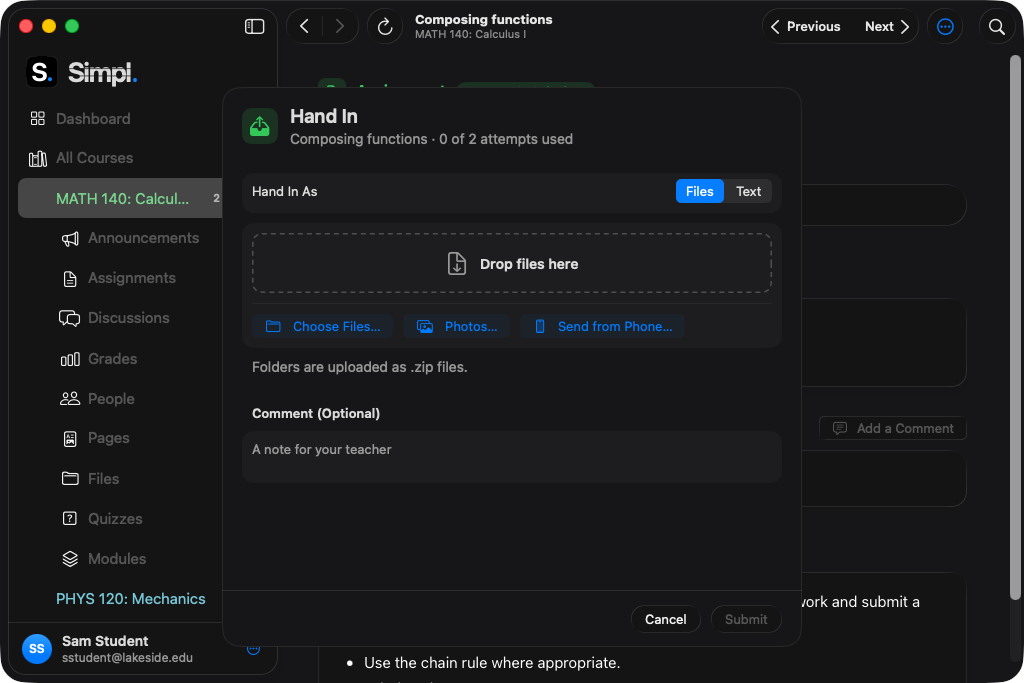 Composing functions
MATH 140: Calculus I
Previous
Next
S.
Simpl.
Dashboard
All Courses
MATH 140: Calcul...
2
Announcements
Assignments
Discussions
Grades
People
Pages
Files
Quizzes
Modules
PHYS 120: Mechanics
SS
Sam Student
sstudent@lakeside.edu
Hand In
Composing functions · 0 of 2 attempts used
Hand In As
Files
Text
Drop files here
Choose Files...
Photos...
Send from Phone...
Folders are uploaded as .zip files.
Comment (Optional)
A note for your teacher
Cancel
Submit
Add a Comment
work and submit a
• Use the chain rule where appropriate.